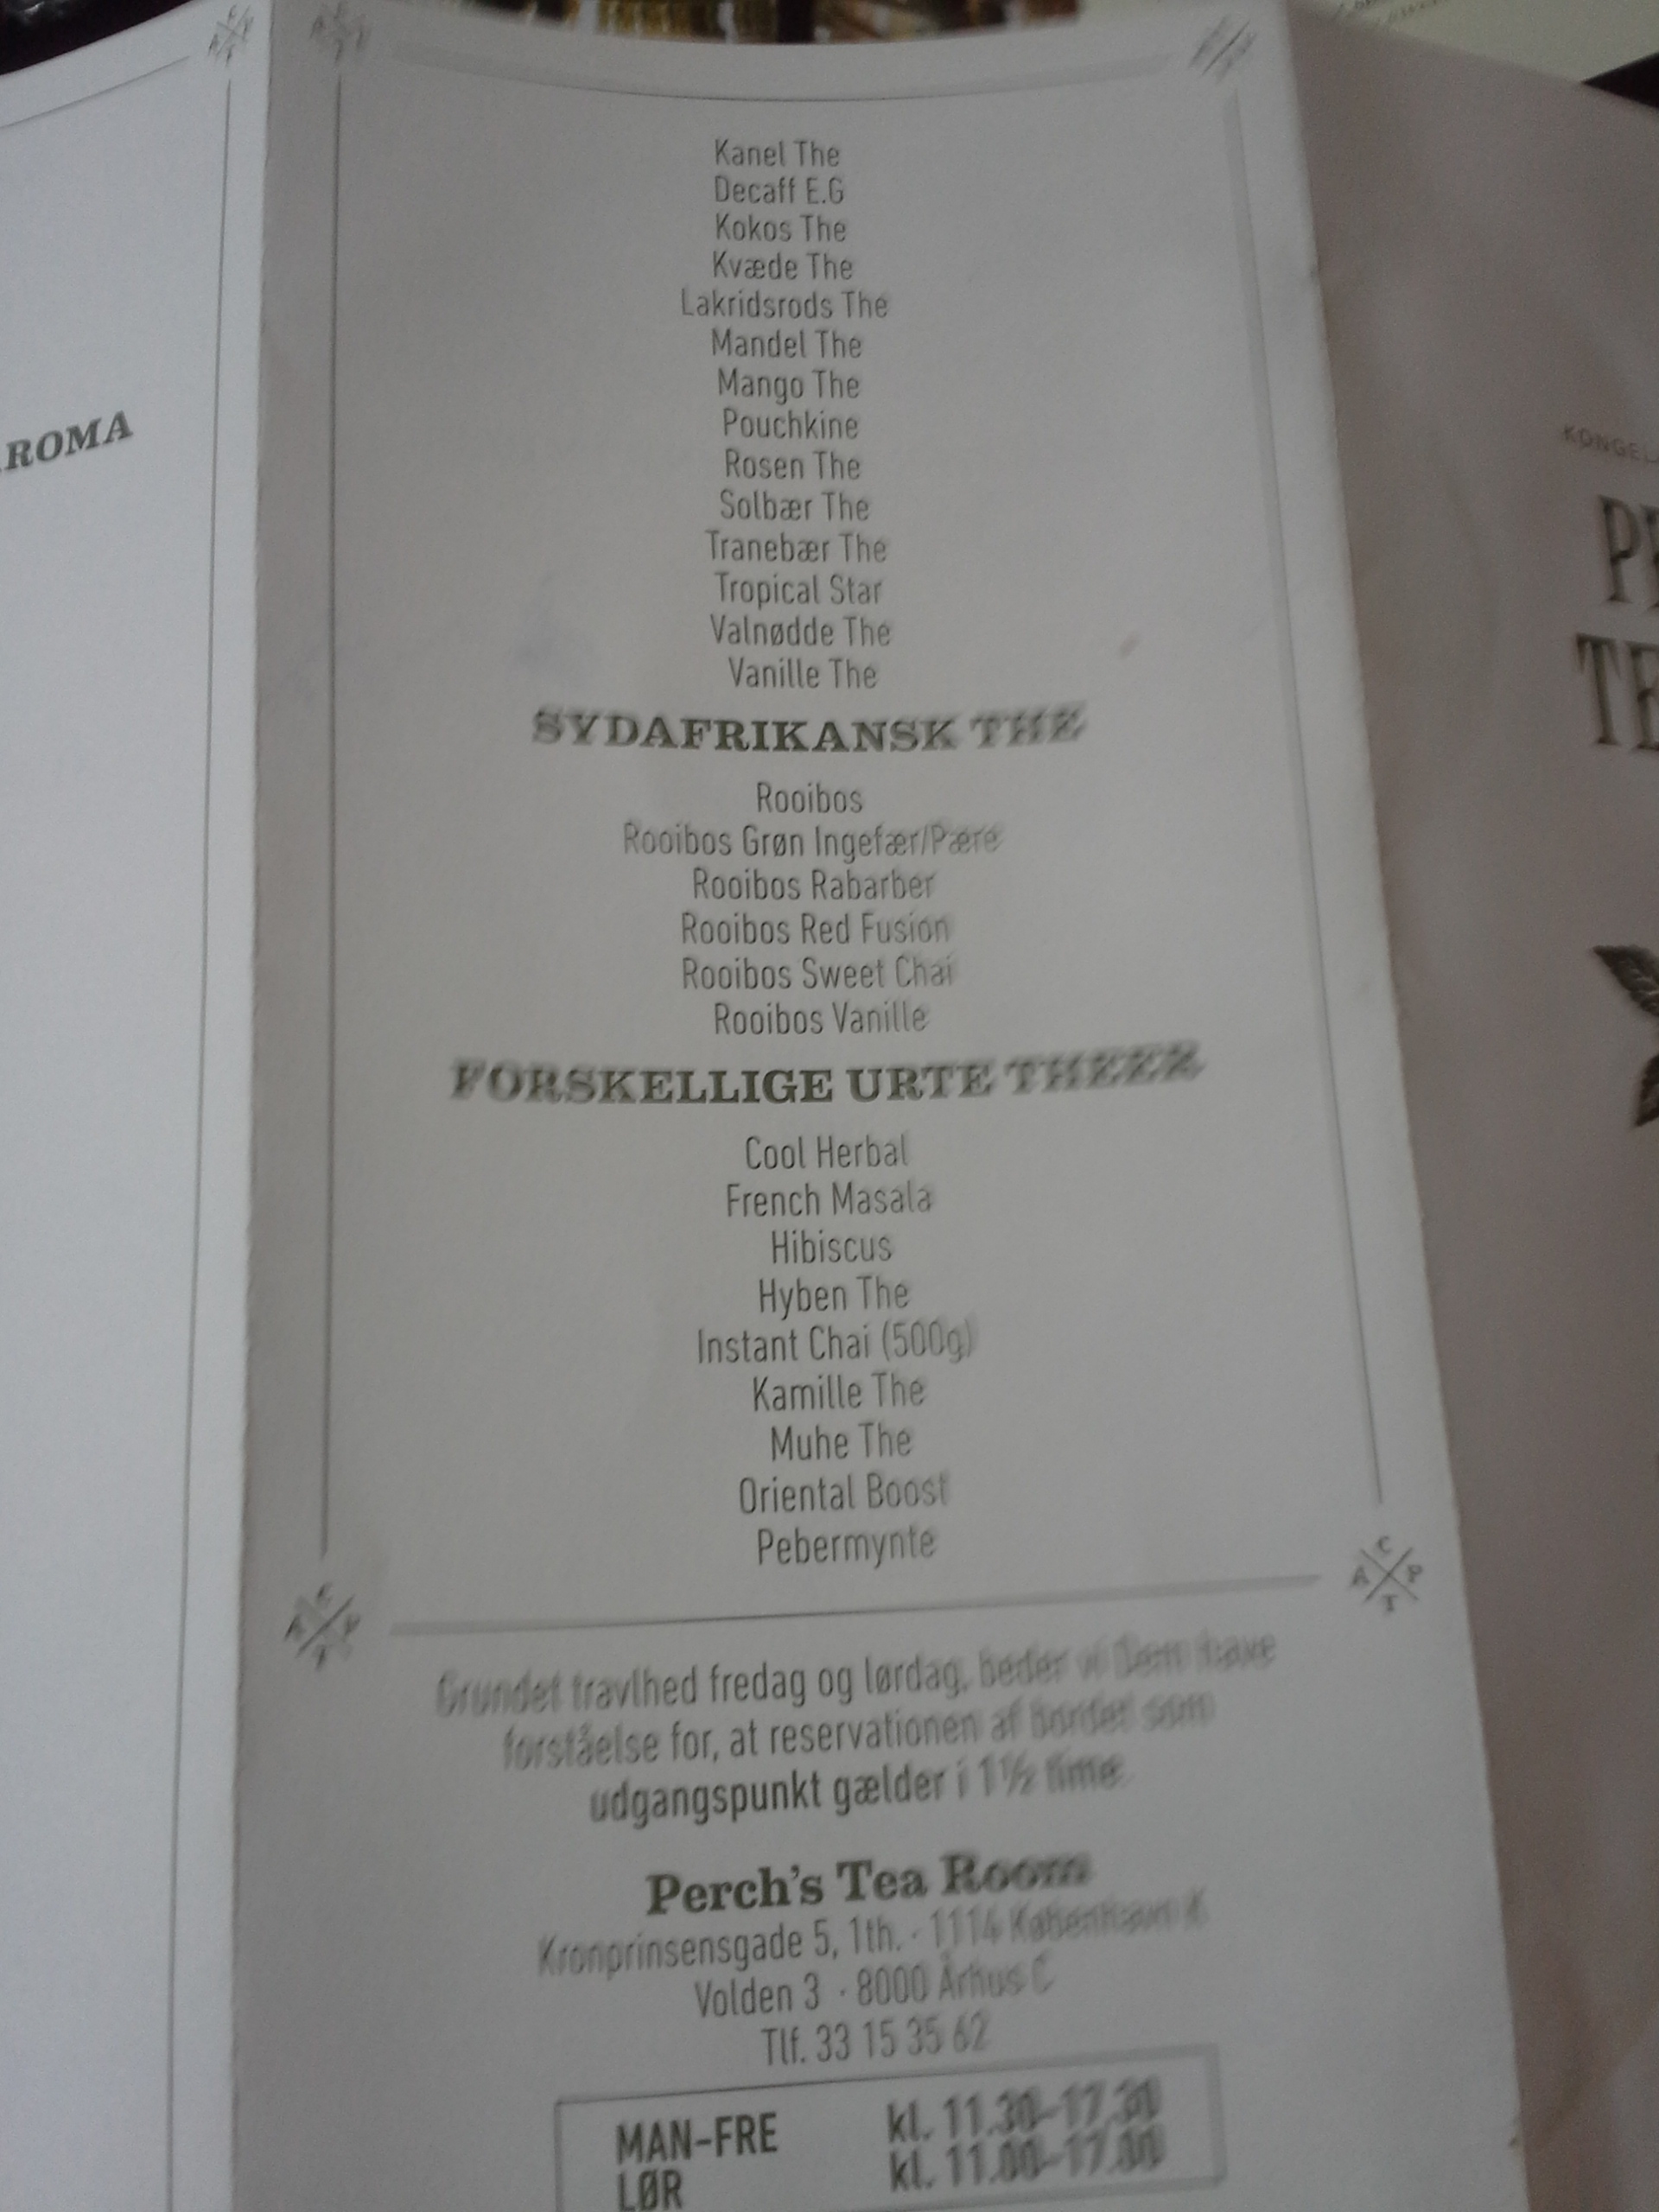 ROMA
Kanel The
Decaff E.G
Kokos The
Kvæde The
Lakridsrods The
Mandel The
Mango The
Pouchkine
Rosen The
Solbær The
Tranebær The
Tropical Star
Valnødde The
Vanille The
SYDAFRIKANSK THE
Rooibos
Rooibos Grøn Ingefær/Pære
Rooibos Rabarber
Rooibos Red Fusion
Rooibos Sweet Chai
Rooibos Vanille
FORSKELLIGE URTE THEER
Cool Herbal
French Masala
Hibiscus
Hyben The
Instant Chai (500g)
Kamille The
Muhe The
Oriental Boost
Pebermynte
A C P T
Grundet travlhed fredag og lørdag, beder vi Dem have
forståelse for, at reservationen af bordet som
udgangspunkt gælder i 1½ time.
Perch's Tea Room
Kronprinsensgade 5, 1th. · 1114 København K
Volden 3 · 8000 Århus C
Tlf. 33 15 35 62
MAN-FRE kl. 11.30-17.30
LØR kl. 11.00-17.00
KONGEL